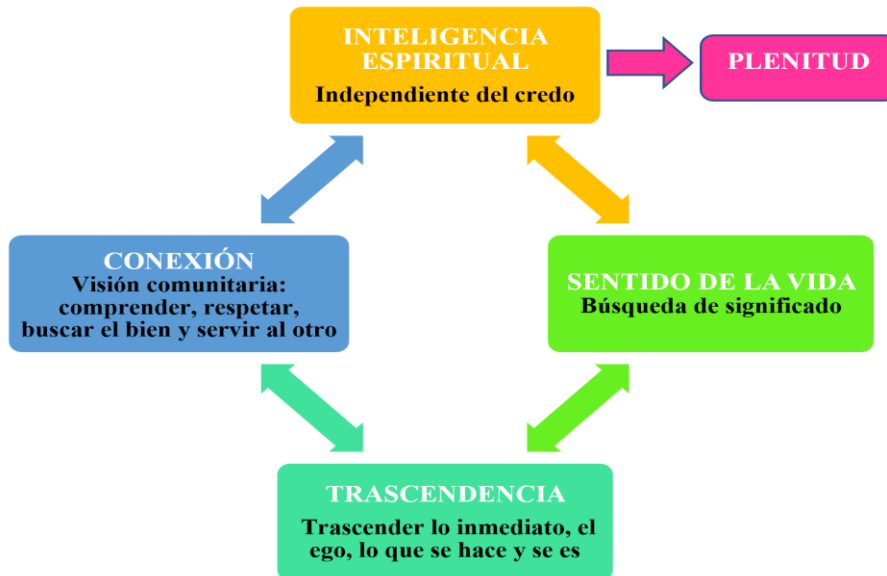 INTELIGENCIA
ESPIRITUAL
Independiente del credo
PLENITUD
CONEXIÓN
Visión comunitaria:
comprender, respetar,
buscar el bien y servir al otro
SENTIDO DE LA VIDA
Búsqueda de significado
TRASCENDENCIA
Trascender lo inmediato, el
ego, lo que se hace y se es